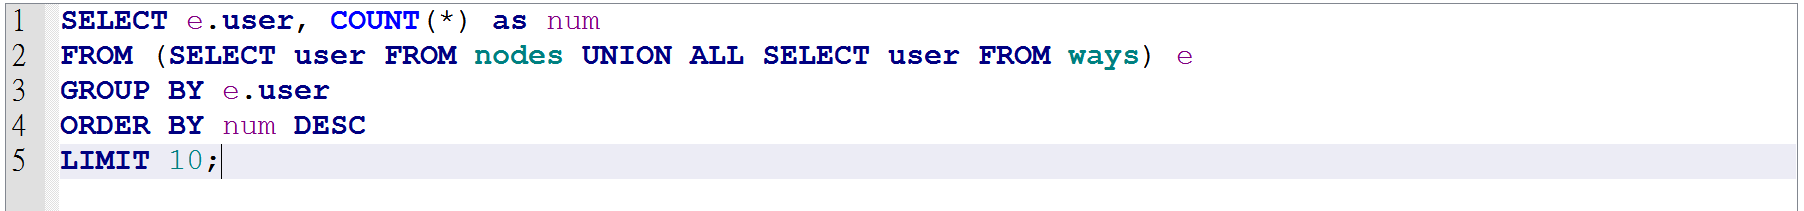 1 SELECT e.user, COUNT(*) as num
2 FROM (SELECT user FROM nodes UNION ALL SELECT user FROM ways) e
3 GROUP BY e.user
4 ORDER BY num DESC
5 LIMIT 10;